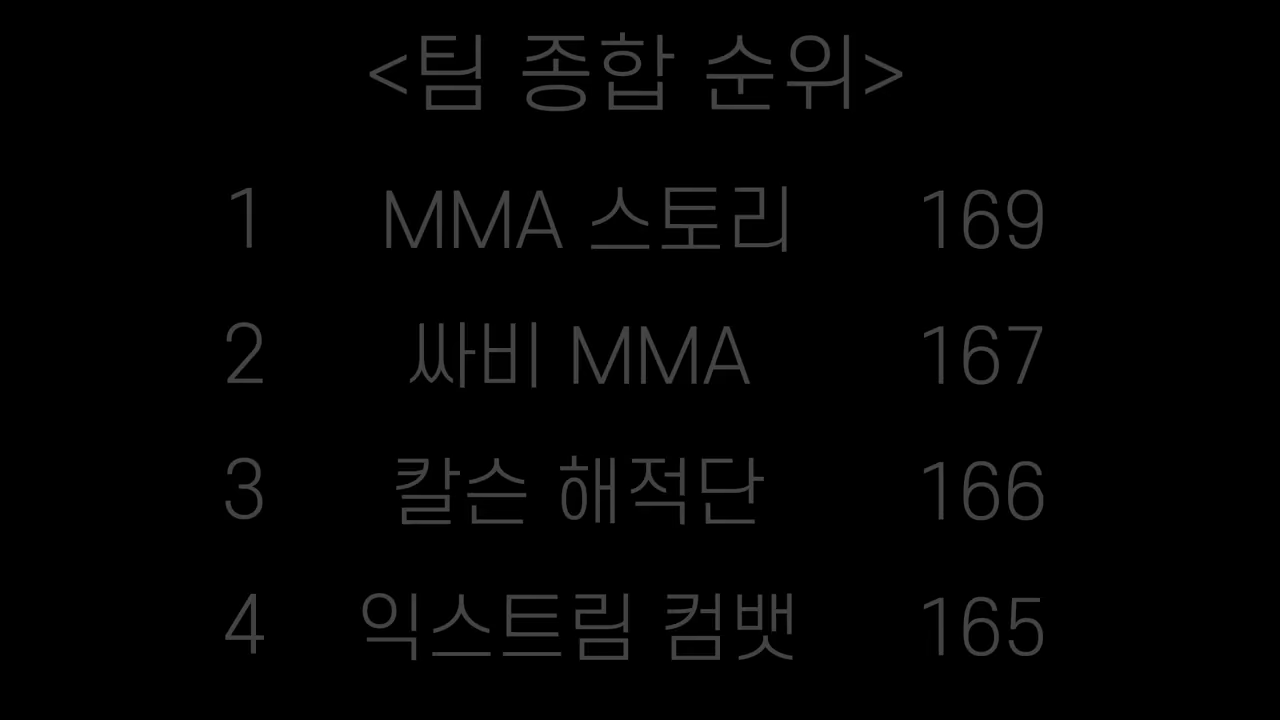 <팀 종합 순위>
1 MMA 스토리 169
2 싸비 MMA 167
3 칼슨 해적단 166
4 익스트림 컴뱃 165